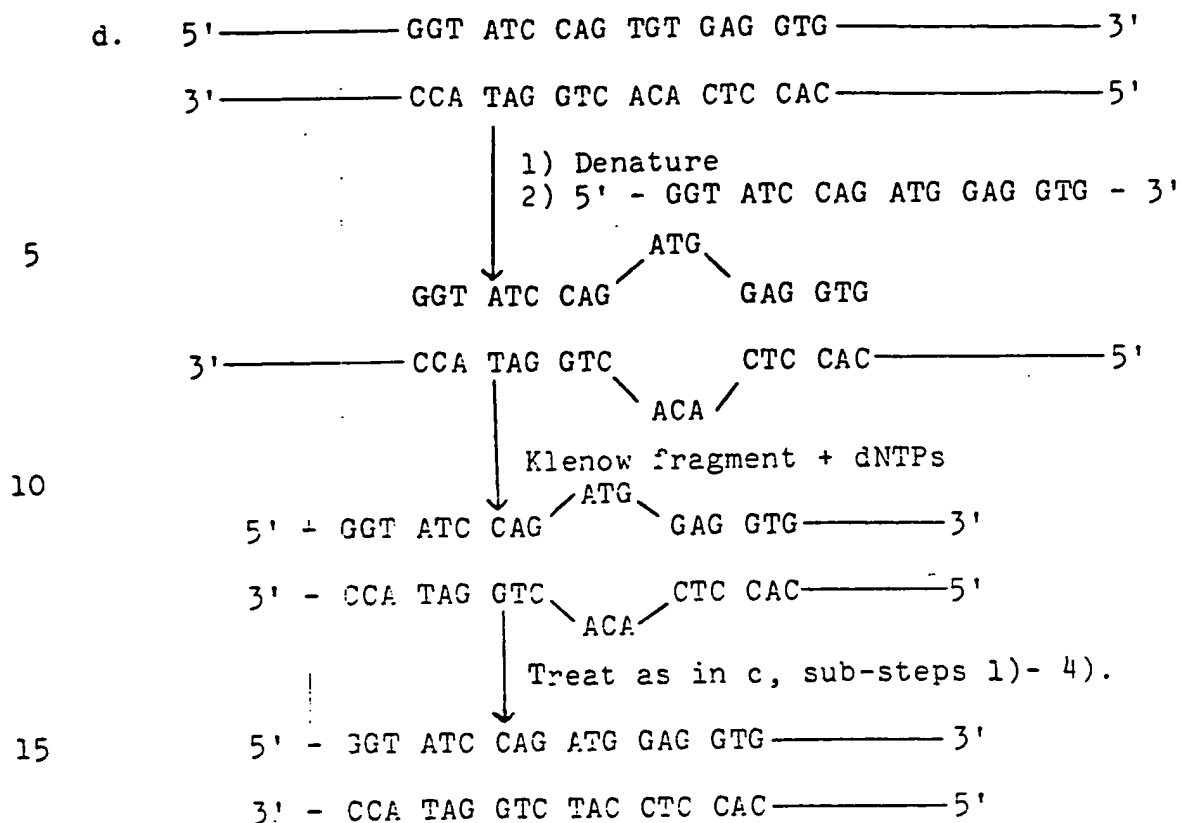 d. 5' GGT ATC CAG TGT GAG GTG 3'
3' CCA TAG GTC ACA CTC CAC 5'
1) Denature
2) 5' - GGT ATC CAG ATG GAG GTG - 3'
5
ATG
GGT ATC CAG GAG GTG
3' CCA TAG GTC CTC CAC 5'
ACA
Klenow fragment + dNTPs
10
ATG
5' - GGT ATC CAG GAG GTG 3'
3' - CCA TAG GTC CTC CAC 5'
ACA
Treat as in c, sub-steps 1)- 4).
15 5' - GGT ATC CAG ATG GAG GTG 3'
3' - CCA TAG GTC TAC CTC CAC 5'